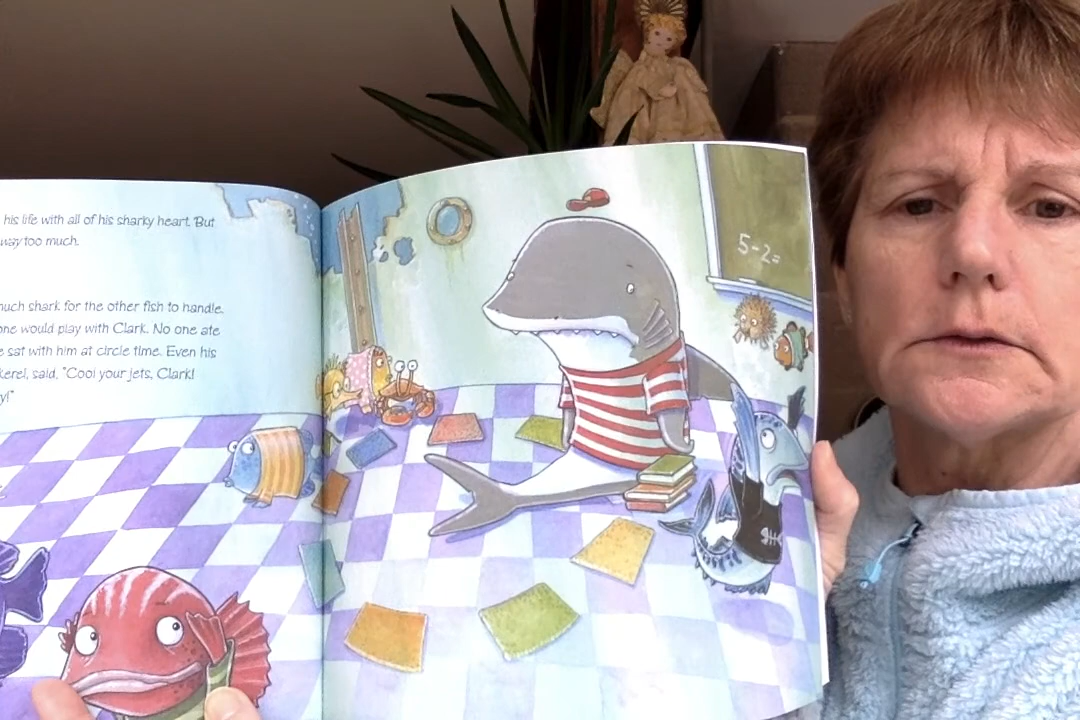 his life with all of his sharky heart. But
way too much.
much shark for the other fish to handle.
one would play with Clark. No one ate
sat with him at circle time. Even his
said, "Cool your jets, Clark!
5-2=